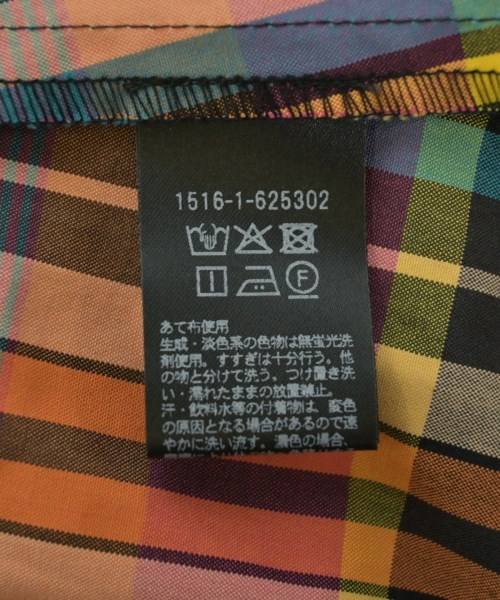 1516-1-625302
F
あて布使用
生成・淡色系の色物は無蛍光洗
剤使用。すすぎは十分行う。他
の物と分けて洗う。つけ置き洗
い・濡れたままの放置禁止。
汗・飲料水等の付着物は、変色
の原因となる場合があるので速
やかに洗い流す。濃色の場合、